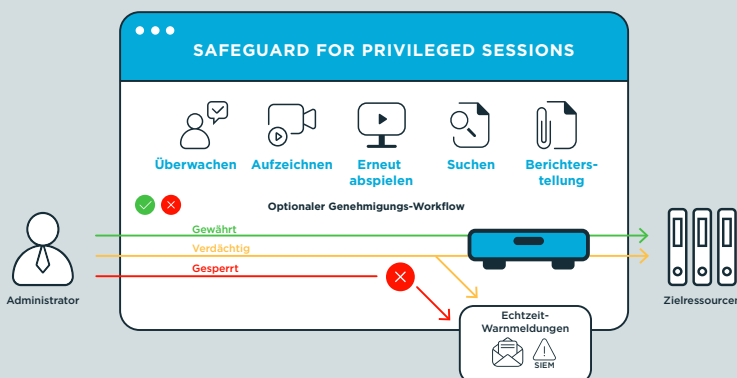 SAFEGUARD FOR PRIVILEGED SESSIONS
Überwachen
Aufzeichnen
Erneut
abspielen
Suchen
Berichters-
tellung
Optionaler Genehmigungs-Workflow
Gewährt
Verdächtig
Gesperrt
Administrator
Zielressourcen
Echtzeit-
Warnmeldungen
SIEM